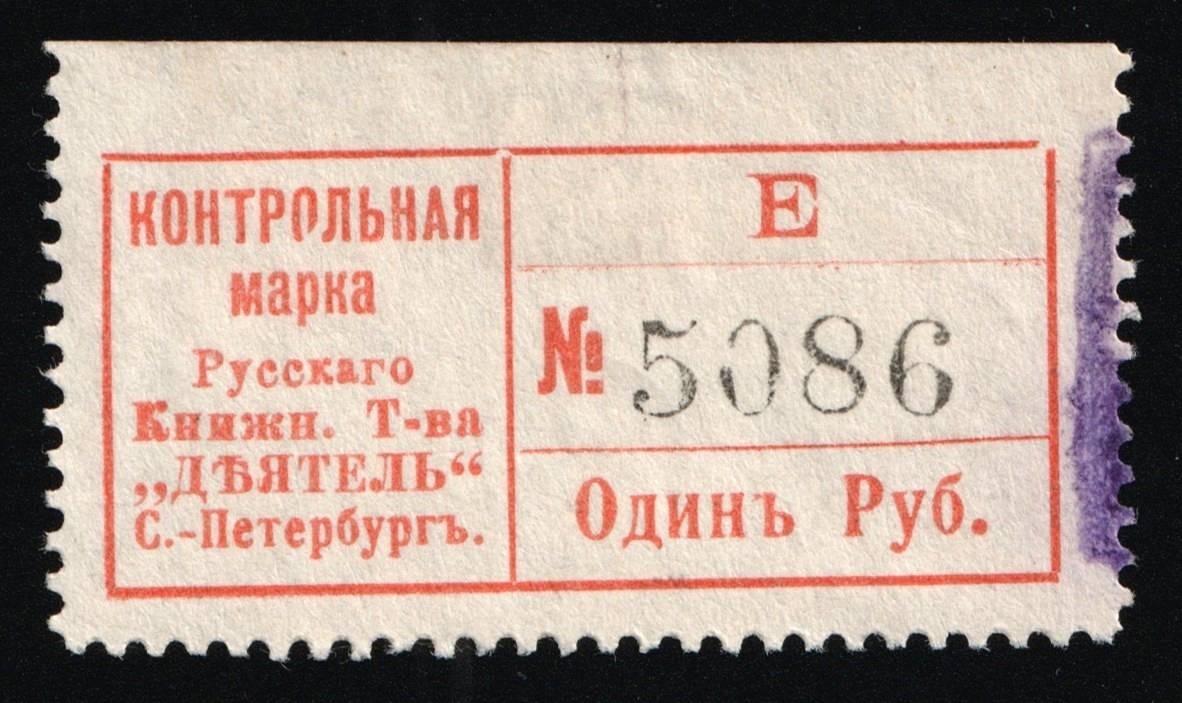 КОНТРОЛЬНАЯ
марка
Русскаго
Книжн. Т-ва
„ДѢЯТЕЛЬ“
С.-Петербургъ.
Е
№ 5086
Одинъ Руб.